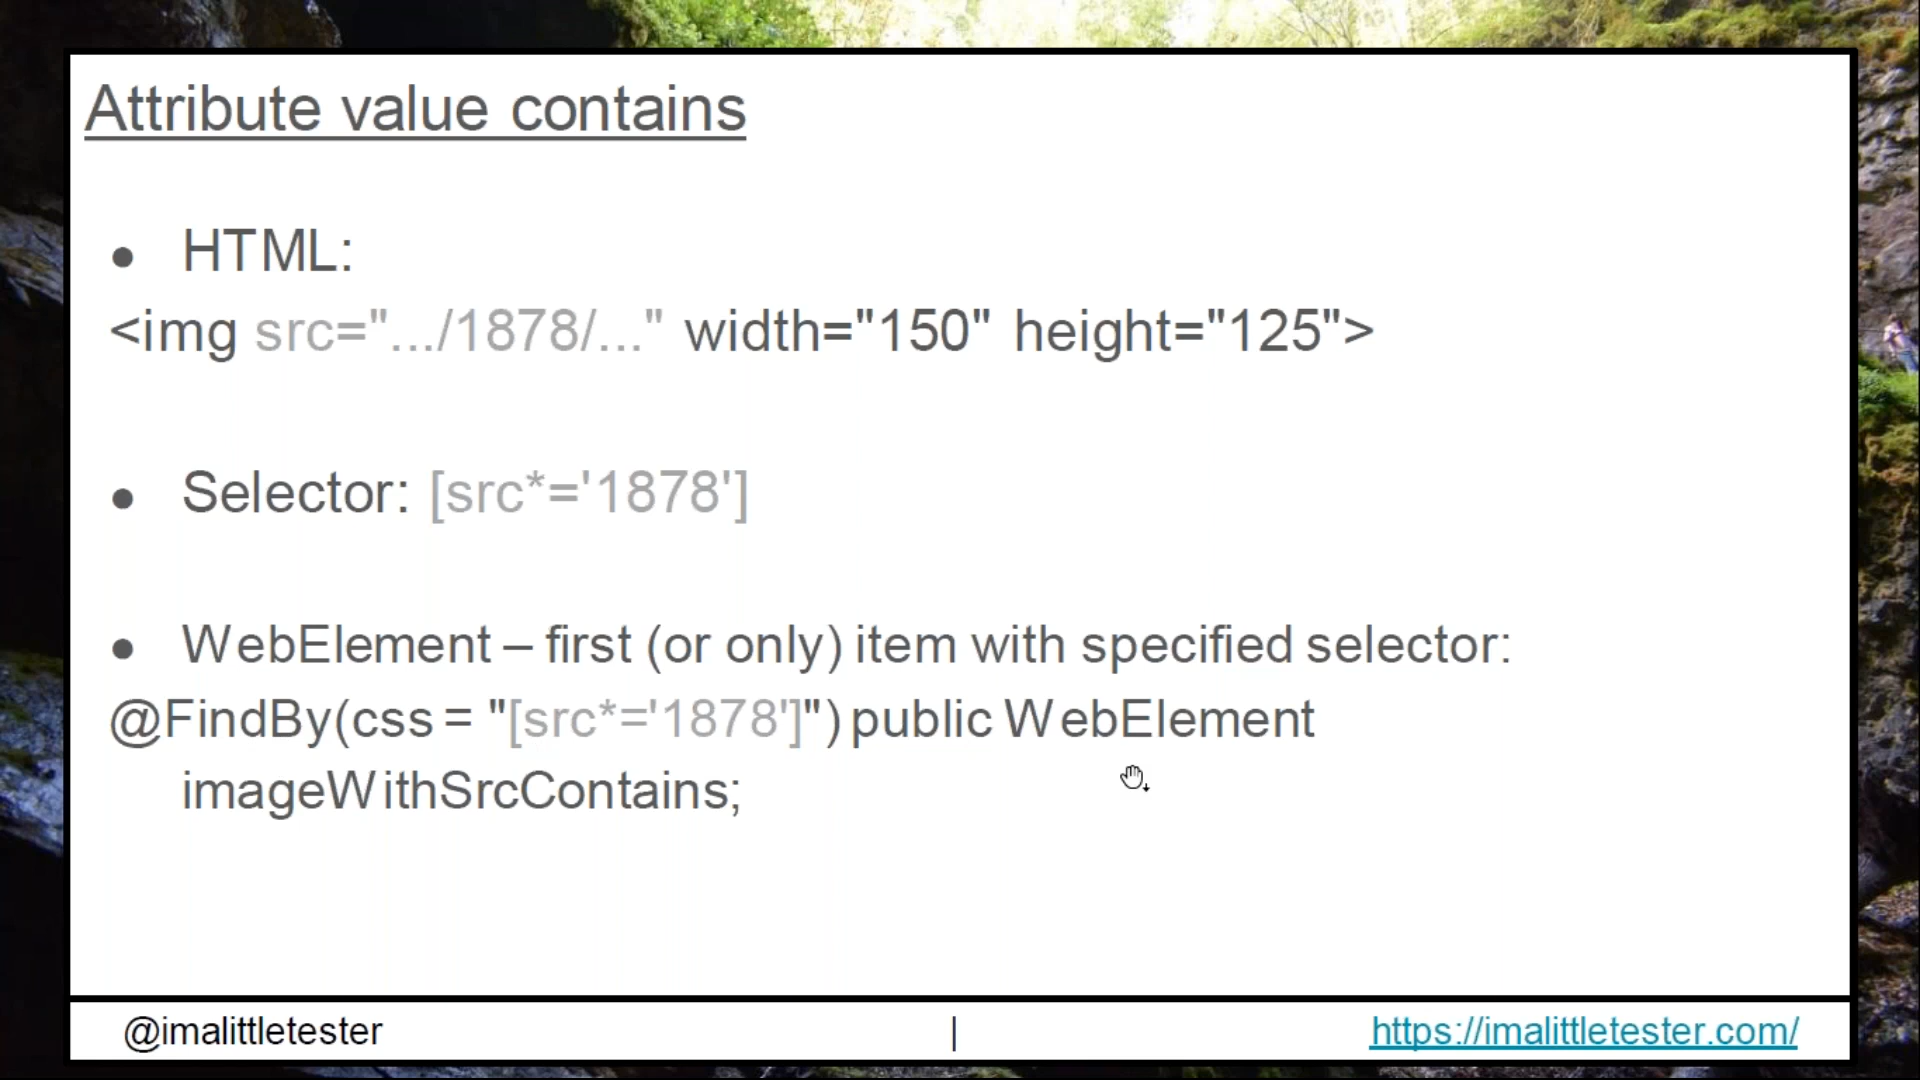 Attribute value contains
● HTML:
<img src=".../1878/..." width="150" height="125">
● Selector: [src*='1878']
● WebElement – first (or only) item with specified selector:
@FindBy(css = "[src*='1878']") public WebElement
imageWithSrcContains;
@imalittletester | https://imalittletester.com/